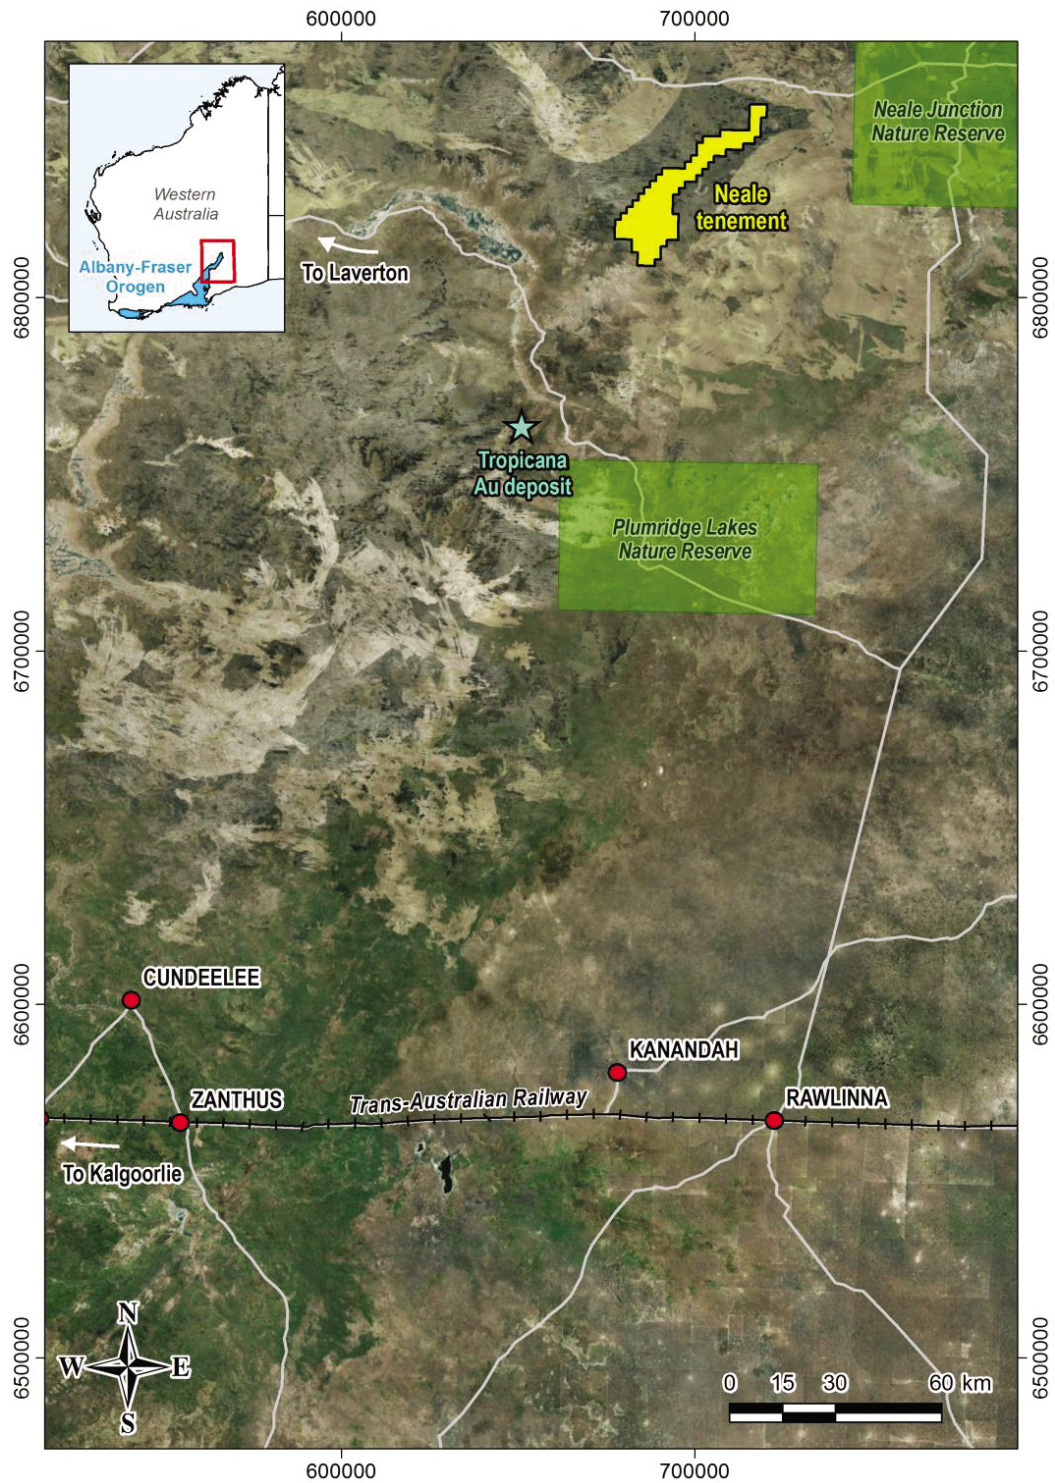 600000
700000
Neale Junction
Nature Reserve
Western
Australia
Neale
tenement
Albany-Fraser
Orogen
To Laverton
6800000
6800000
Tropicana
Au deposit
Plumridge Lakes
Nature Reserve
6700000
6700000
CUNDEELEE
6600000
6600000
KANANDAH
ZANTHUS
Trans-Australian Railway
RAWLINNA
To Kalgoorlie
N
W
E
S
6500000
6500000
0 15 30 60 km
600000
700000